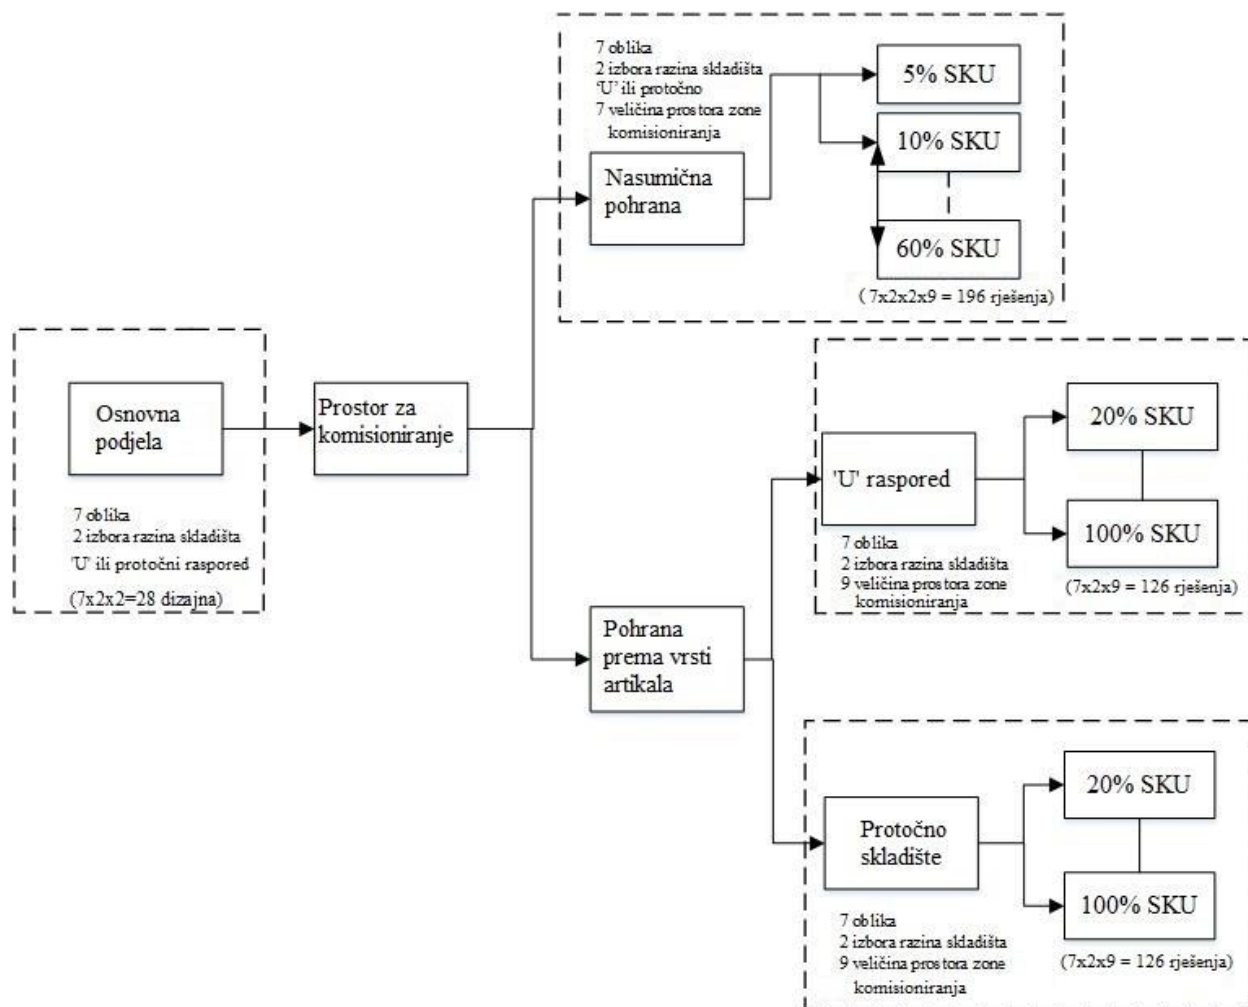 7 oblika
2 izbora razina skladišta
'U' ili protočno
7 veličina prostora zone
komisioniranja
Nasumična
pohrana
5% SKU
10% SKU
60% SKU
( 7x2x2x9 = 196 rješenja)
Osnovna
podjela
7 oblika
2 izbora razina skladišta
'U' ili protočni raspored
(7x2x2=28 dizajna)
Prostor za
komisioniranje
'U' raspored
7 oblika
2 izbora razina skladišta
9 veličina prostora zone
komisioniranja
20% SKU
100% SKU
(7x2x9 = 126 rješenja)
Pohrana
prema vrsti
artikala
Protočno
skladište
7 oblika
2 izbora razina skladišta
9 veličina prostora zone
komisioniranja
20% SKU
100% SKU
(7x2x9 = 126 rješenja)